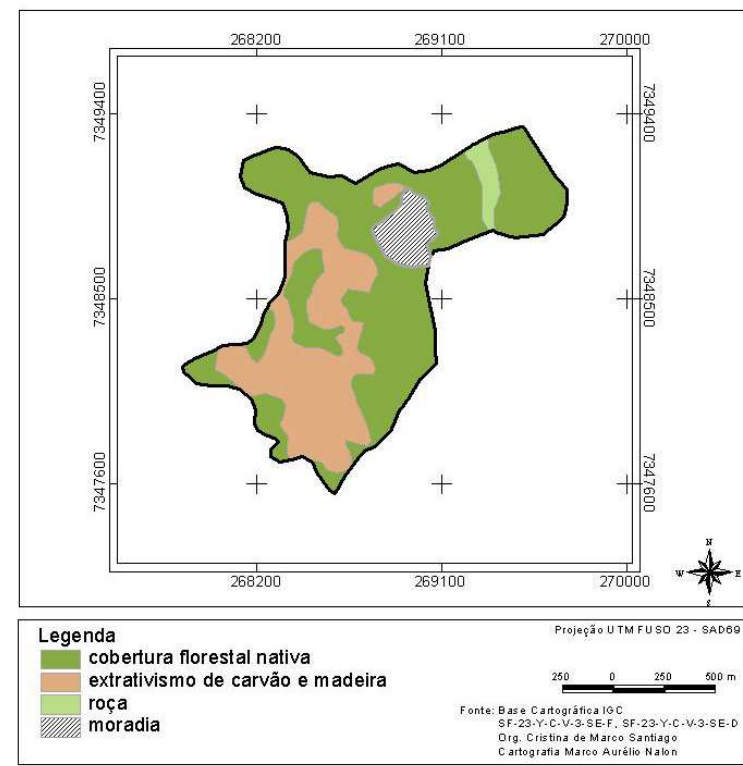 268200 269100 270000
7349400 7349400
7348500 7348500
7347600 7347600
268200 269100 270000
N
W E
S
Legenda
cobertura florestal nativa
extrativismo de carvão e madeira
roça
moradia
Projeção UTM FUSO 23 - SAD69
250 0 250 500 m
Fonte: Base Cartográfica IGC
SF-23-Y-C-V-3-SE-F, SF-23-Y-C-V-3-SE-D
Org. Cristina de Marco Santiago
Cartografia Marco Aurélio Nalon